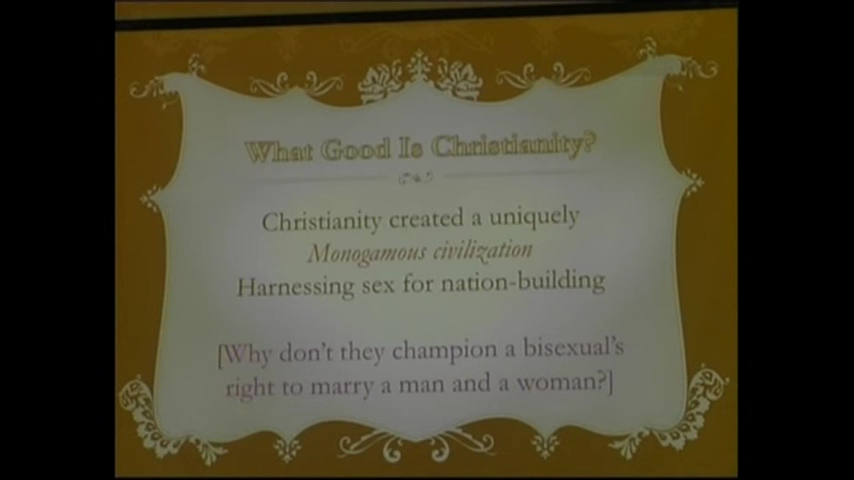 What Good Is Christianity?
Christianity created a uniquely
Monogamous civilization
Harnessing sex for nation-building
[Why don't they champion a bisexual's
right to marry a man and a woman?]